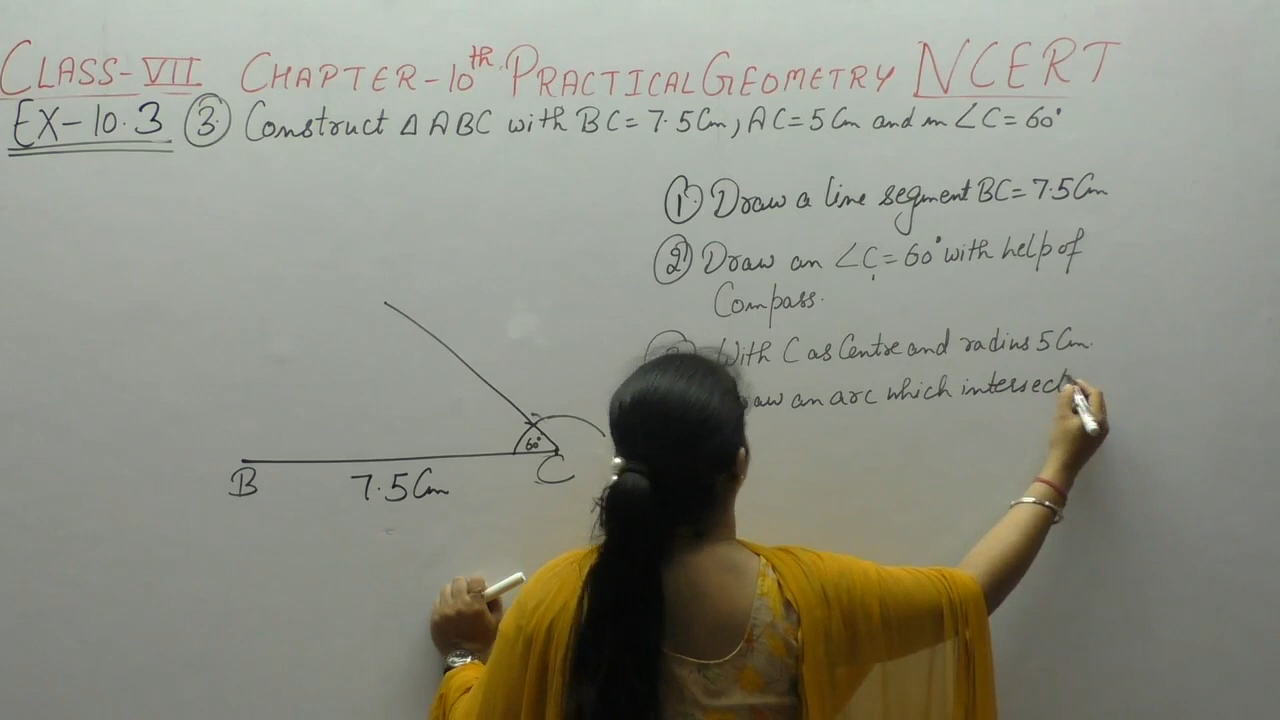 CLASS-VII CHAPTER-10th PRACTICAL GEOMETRY NCERT
EX-10.3 ③ Construct △ ABC with BC = 7.5 Cm, AC = 5 Cm and m ∠C = 60°
① Draw a line segment BC = 7.5 Cm
② Draw an ∠C = 60° with help of
Compass.
With C as Centre and radius 5 Cm.
an arc which intersect
60°
B 7.5 Cm C